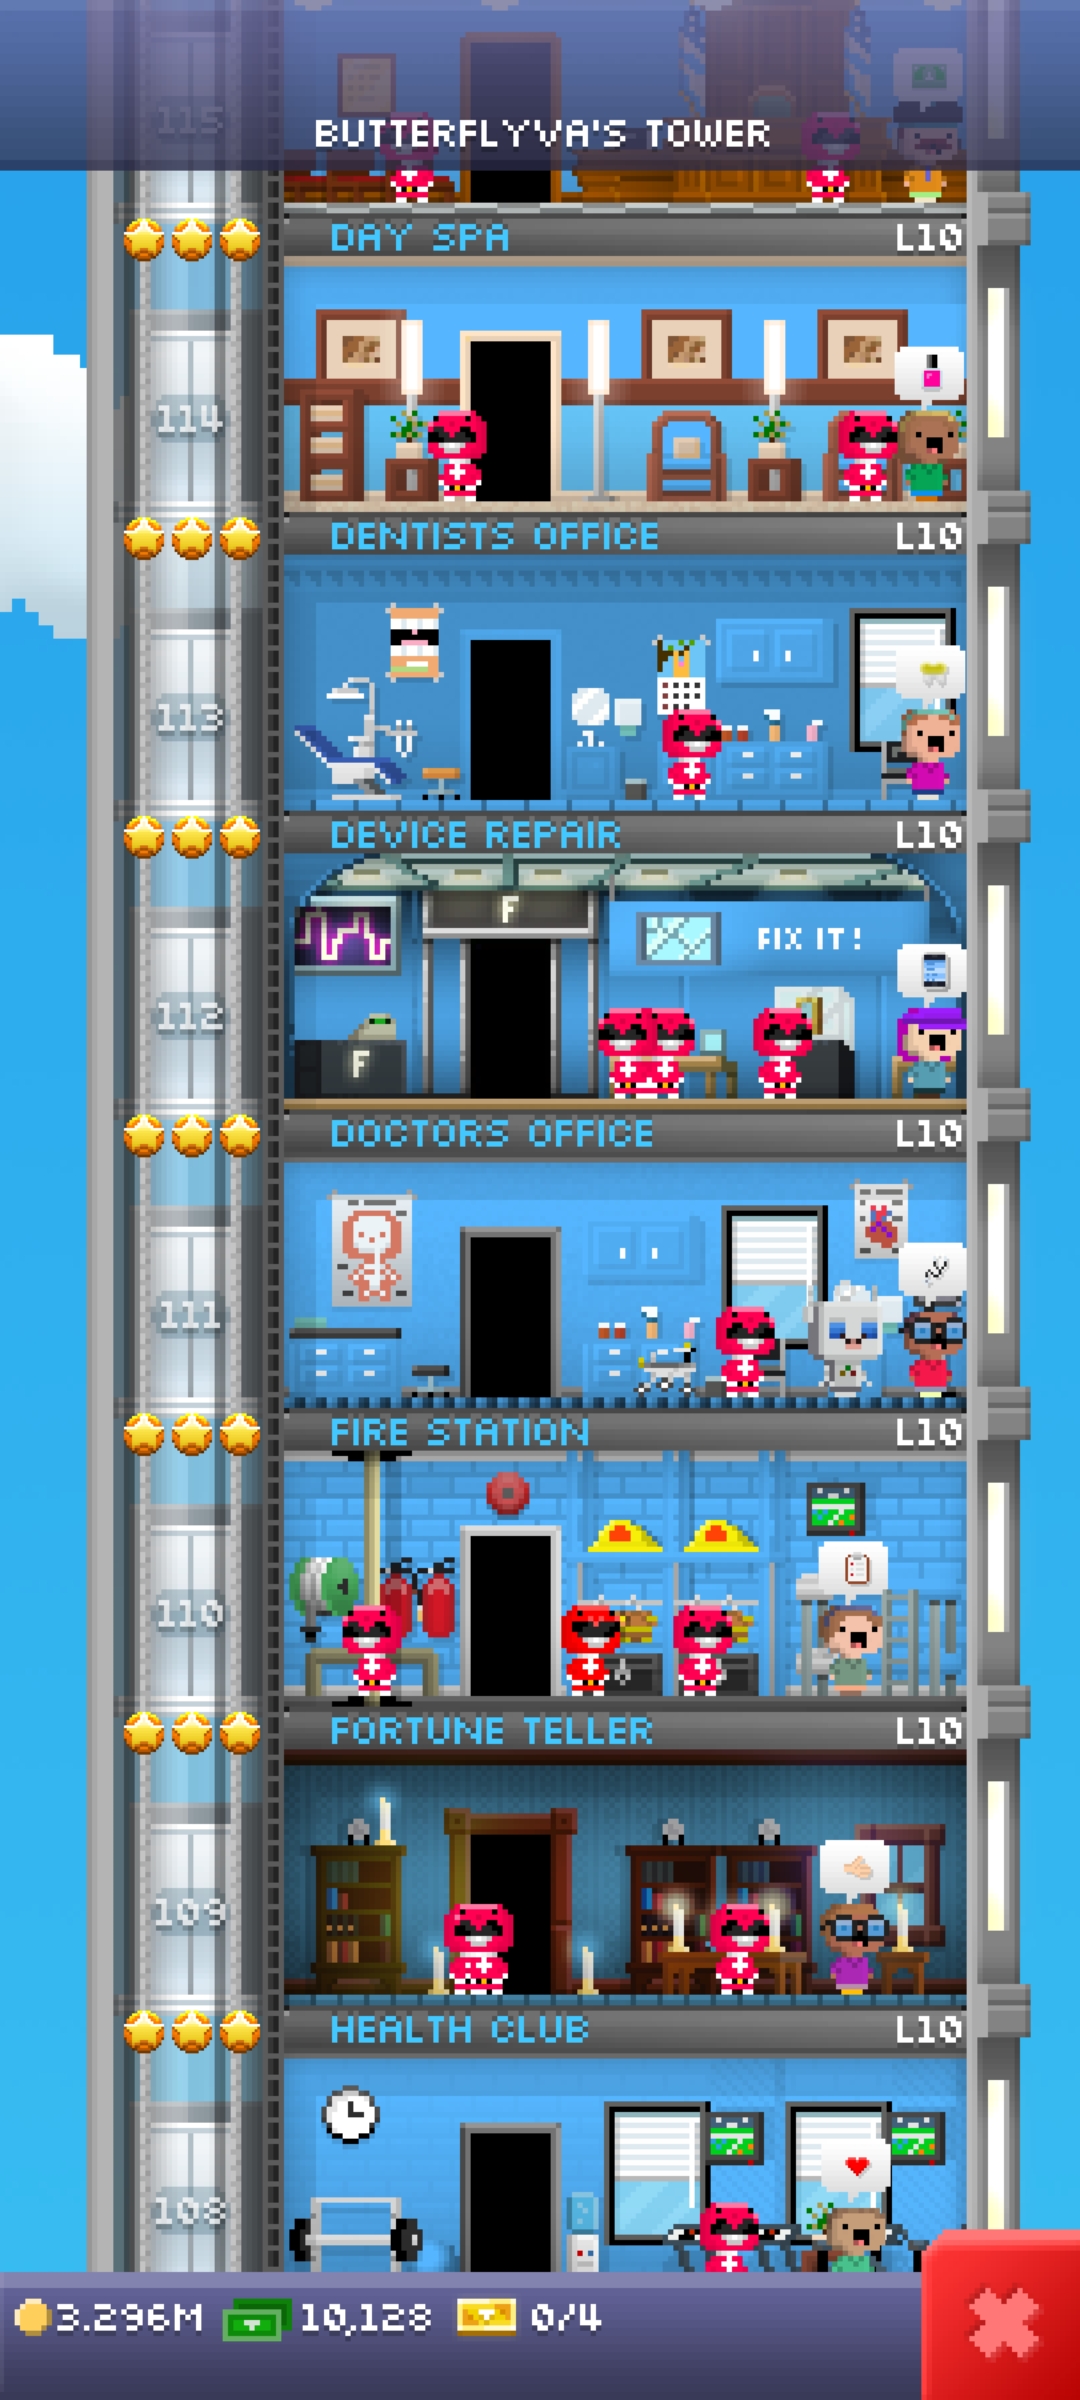 115
BUTTERFLYVA'S TOWER
DAY SPA L10
114
DENTISTS OFFICE L10
113
DEVICE REPAIR L10
F
FIX IT!
112
F
DOCTORS OFFICE L10
111
FIRE STATION L10
110
FORTUNE TELLER L10
109
HEALTH CLUB L10
108
3.296M 10,128 0/4